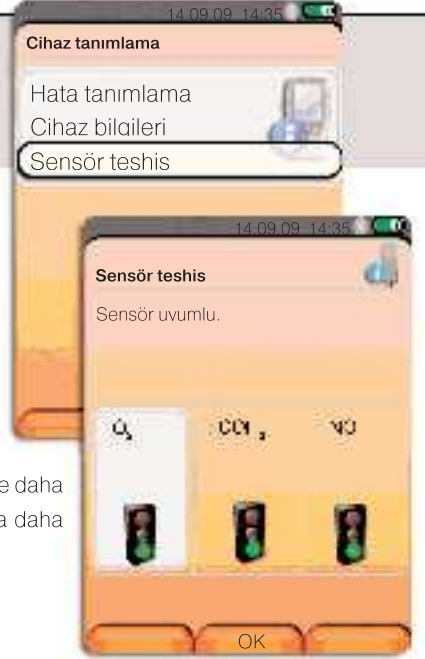 14.09.09 14:35
Cihaz tanımlama
Hata tanımlama
Cihaz bilgileri
Sensör teshis
14.09.09 14:35
Sensör teshis
Sensör uvumlu.
O₂
NO
e daha
a daha
OK